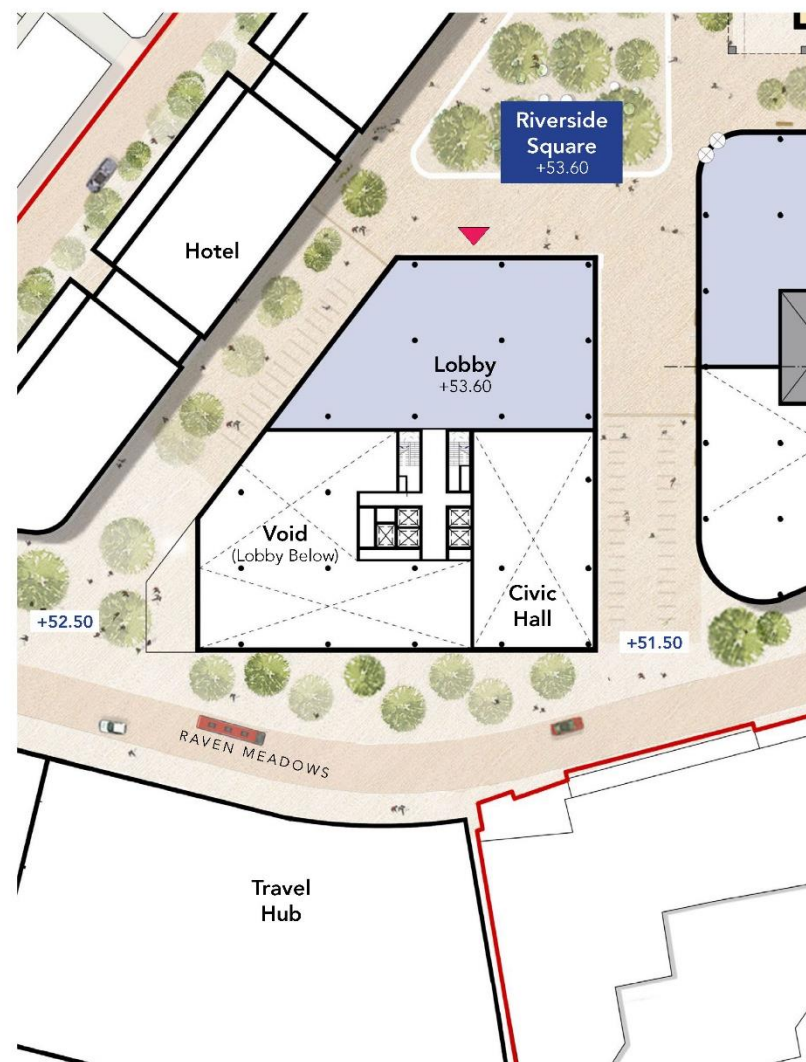 Riverside
Square
+53.60
Hotel
Lobby
+53.60
Void
(Lobby Below)
Civic
Hall
+52.50
+51.50
RAVEN MEADOWS
Travel
Hub